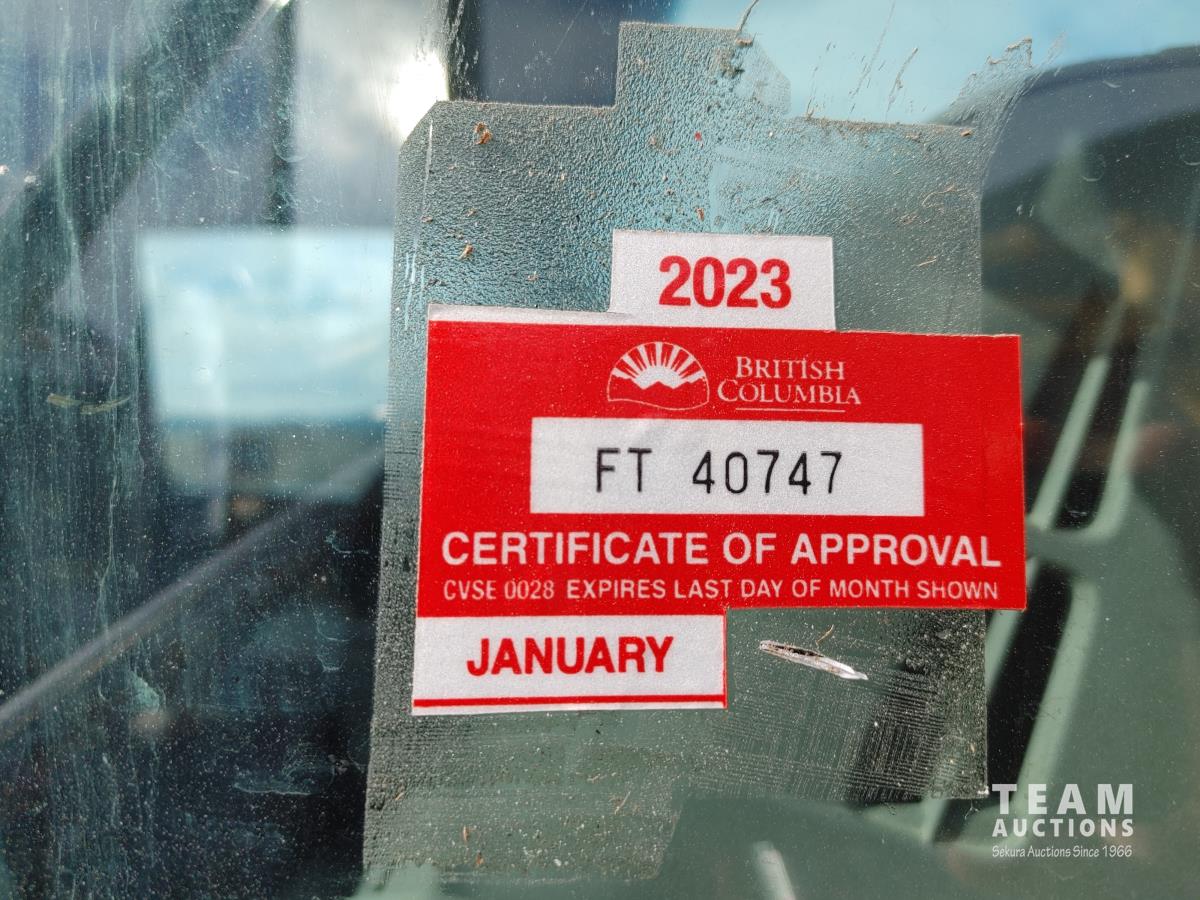 2023
BRITISH
COLUMBIA
FT 40747
CERTIFICATE OF APPROVAL
CVSE 0028 EXPIRES LAST DAY OF MONTH SHOWN
JANUARY
TEAM
AUCTIONS
Sekura Auctions Since 1966